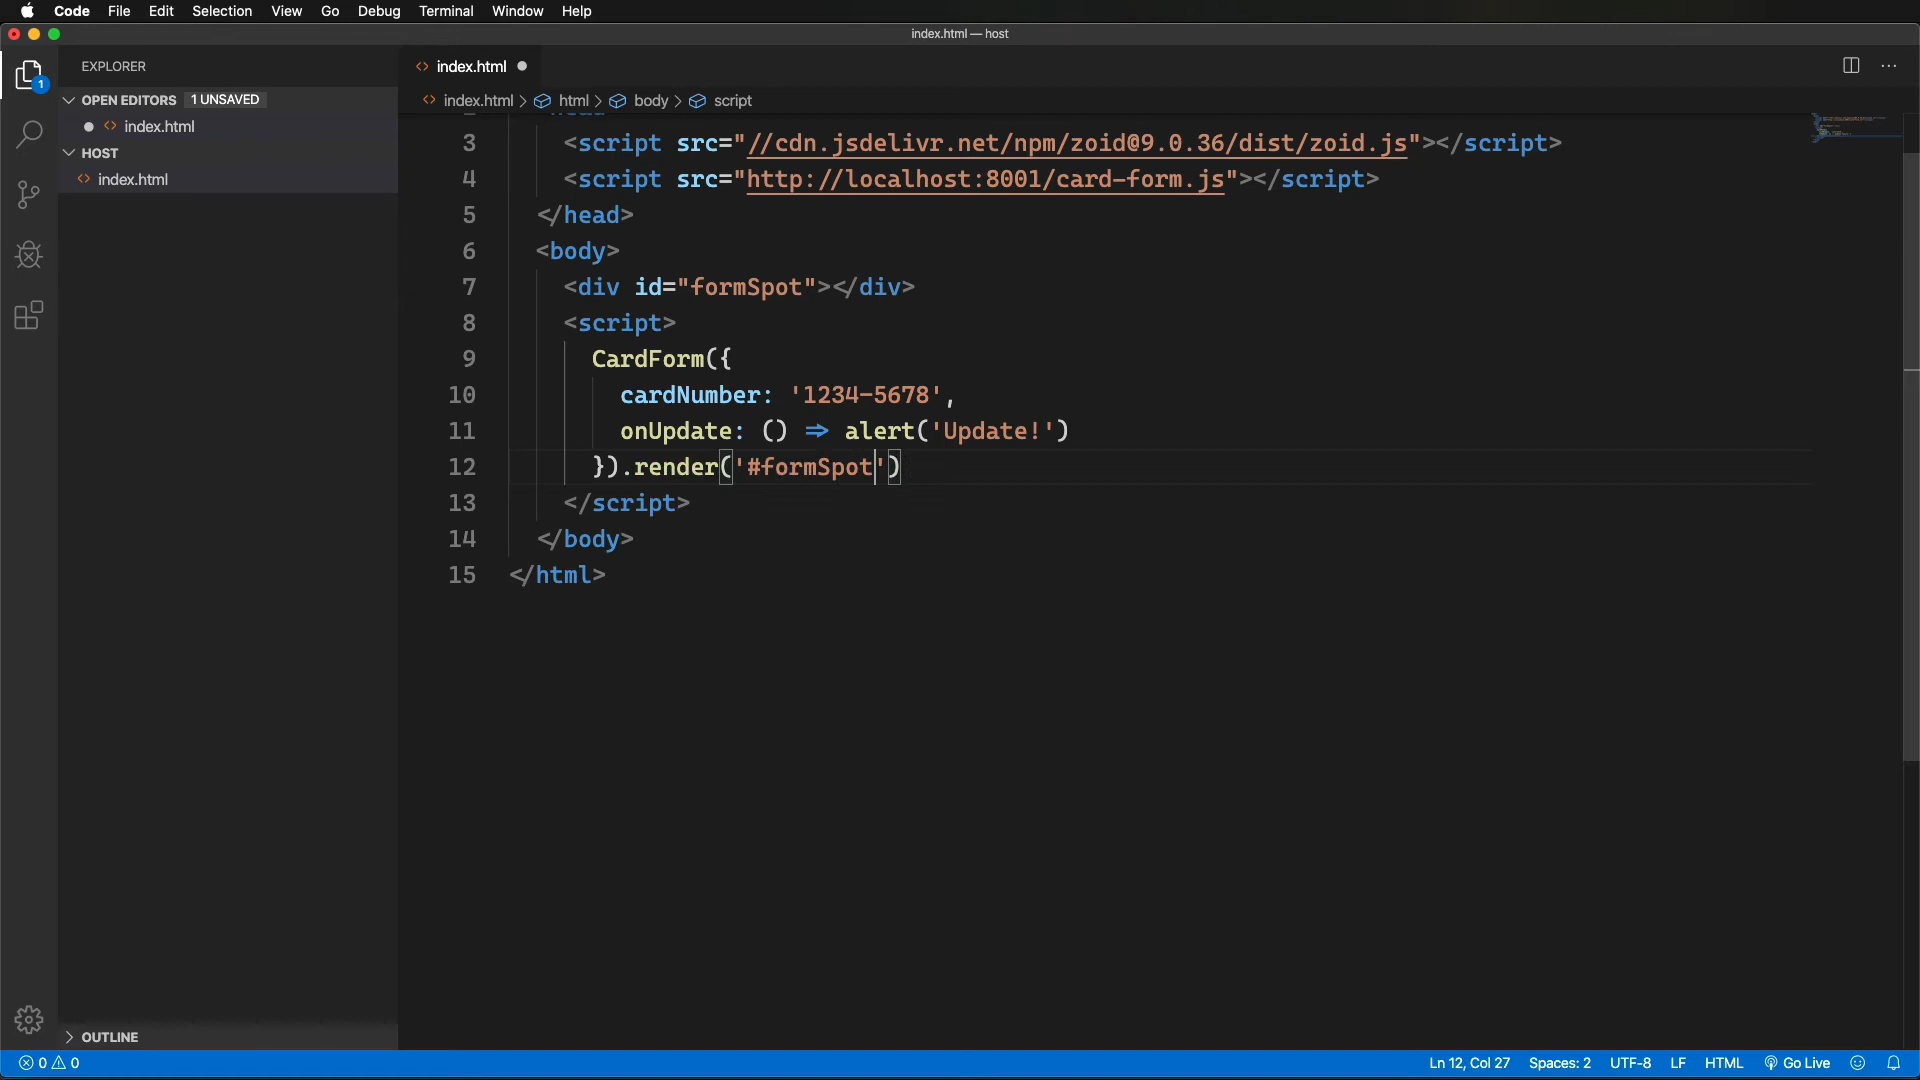 Code File Edit Selection View Go Debug Terminal Window Help
index.html — host
EXPLORER
OPEN EDITORS 1 UNSAVED
index.html
HOST
index.html
OUTLINE
1
index.html
index.html > html > body > script
3 <script src="//cdn.jsdelivr.net/npm/zoid@9.0.36/dist/zoid.js"></script>
4 <script src="http://localhost:8001/card-form.js"></script>
5 </head>
6 <body>
7 <div id="formSpot"></div>
8 <script>
9 CardForm({
10 cardNumber: '1234-5678',
11 onUpdate: () => alert('Update!')
12 }).render('#formSpot')
13 </script>
14 </body>
15 </html>
0 0 Ln 12, Col 27 Spaces: 2 UTF-8 LF HTML Go Live